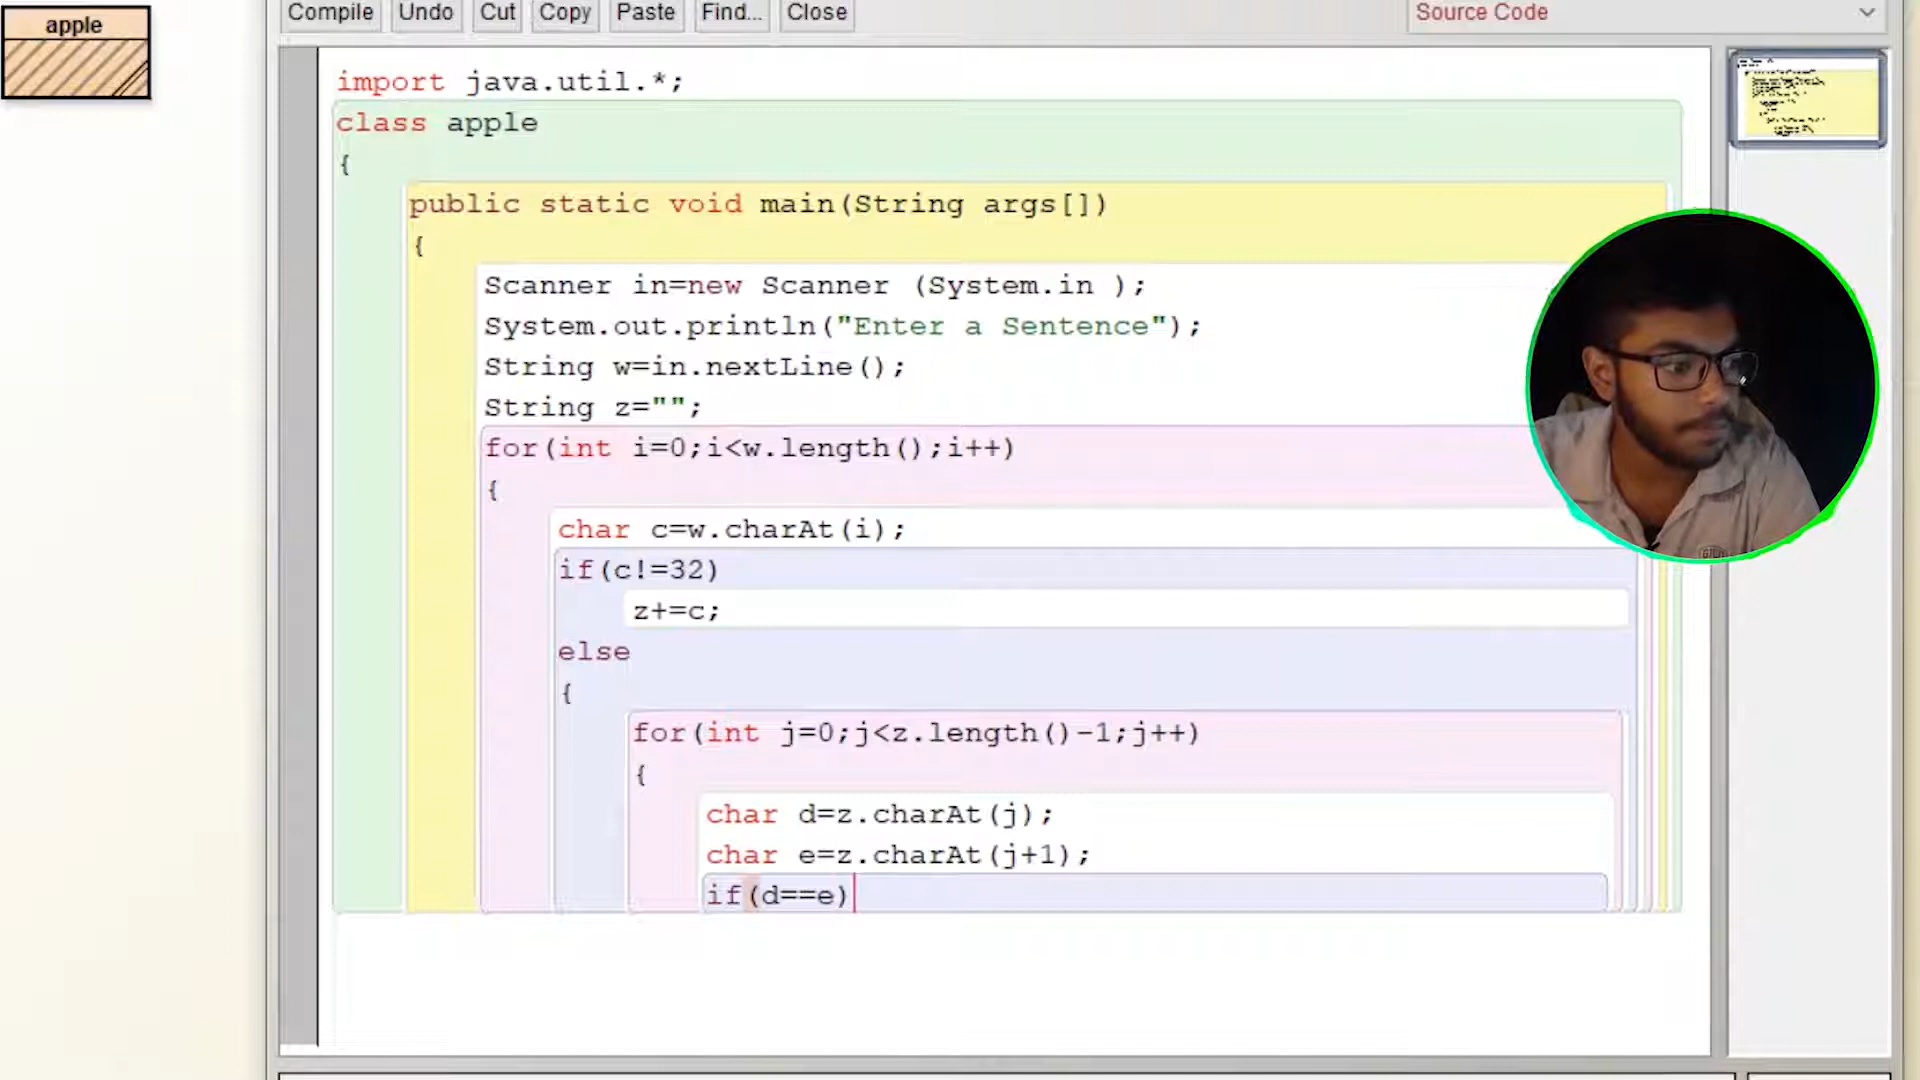 apple
Compile Undo Cut Copy Paste Find... Close Source Code
import java.util.*;
class apple
{
public static void main(String args[])
{
Scanner in=new Scanner (System.in );
System.out.println("Enter a Sentence");
String w=in.nextLine();
String z="";
for(int i=0;i<w.length();i++)
{
char c=w.charAt(i);
if(c!=32)
z+=c;
else
{
for(int j=0;j<z.length()-1;j++)
{
char d=z.charAt(j);
char e=z.charAt(j+1);
if(d==e)